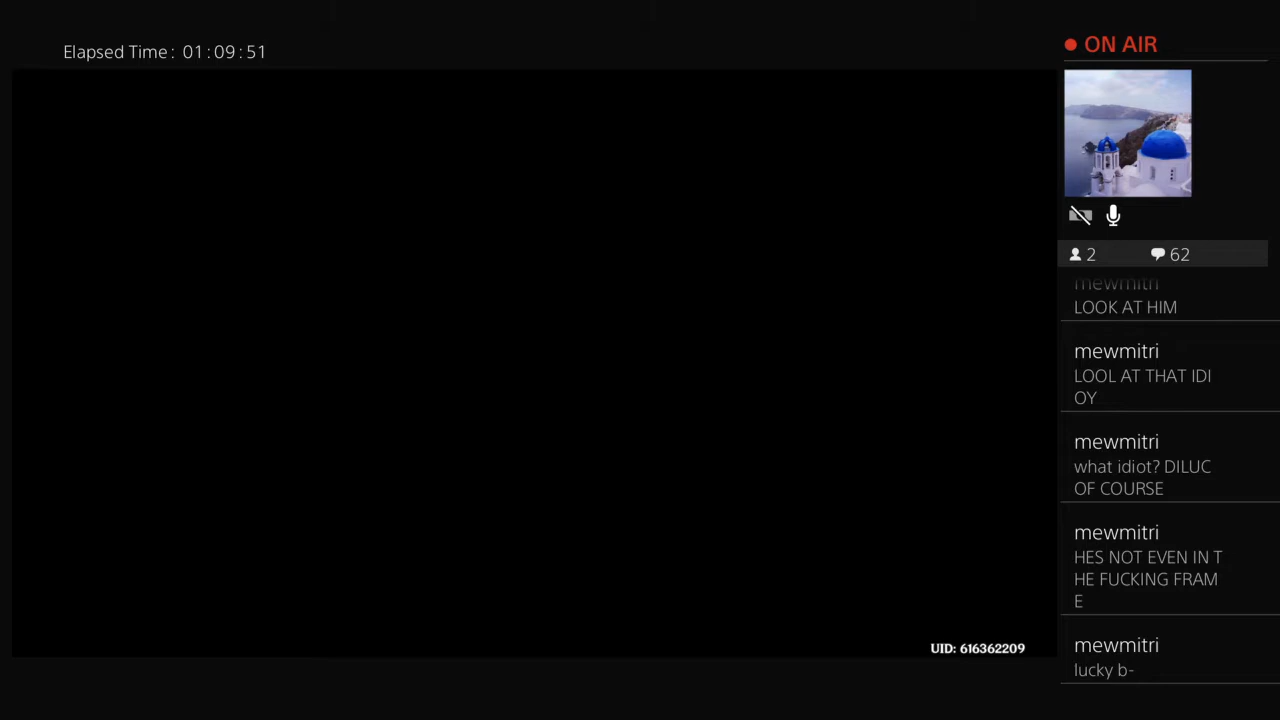 Elapsed Time: 01:09:51
ON AIR
2
62
mewmitri
LOOK AT HIM
mewmitri
LOOL AT THAT IDI
OY
mewmitri
what idiot? DILUC
OF COURSE
mewmitri
HES NOT EVEN IN T
HE FUCKING FRAM
E
mewmitri
lucky b-
UID: 616362209